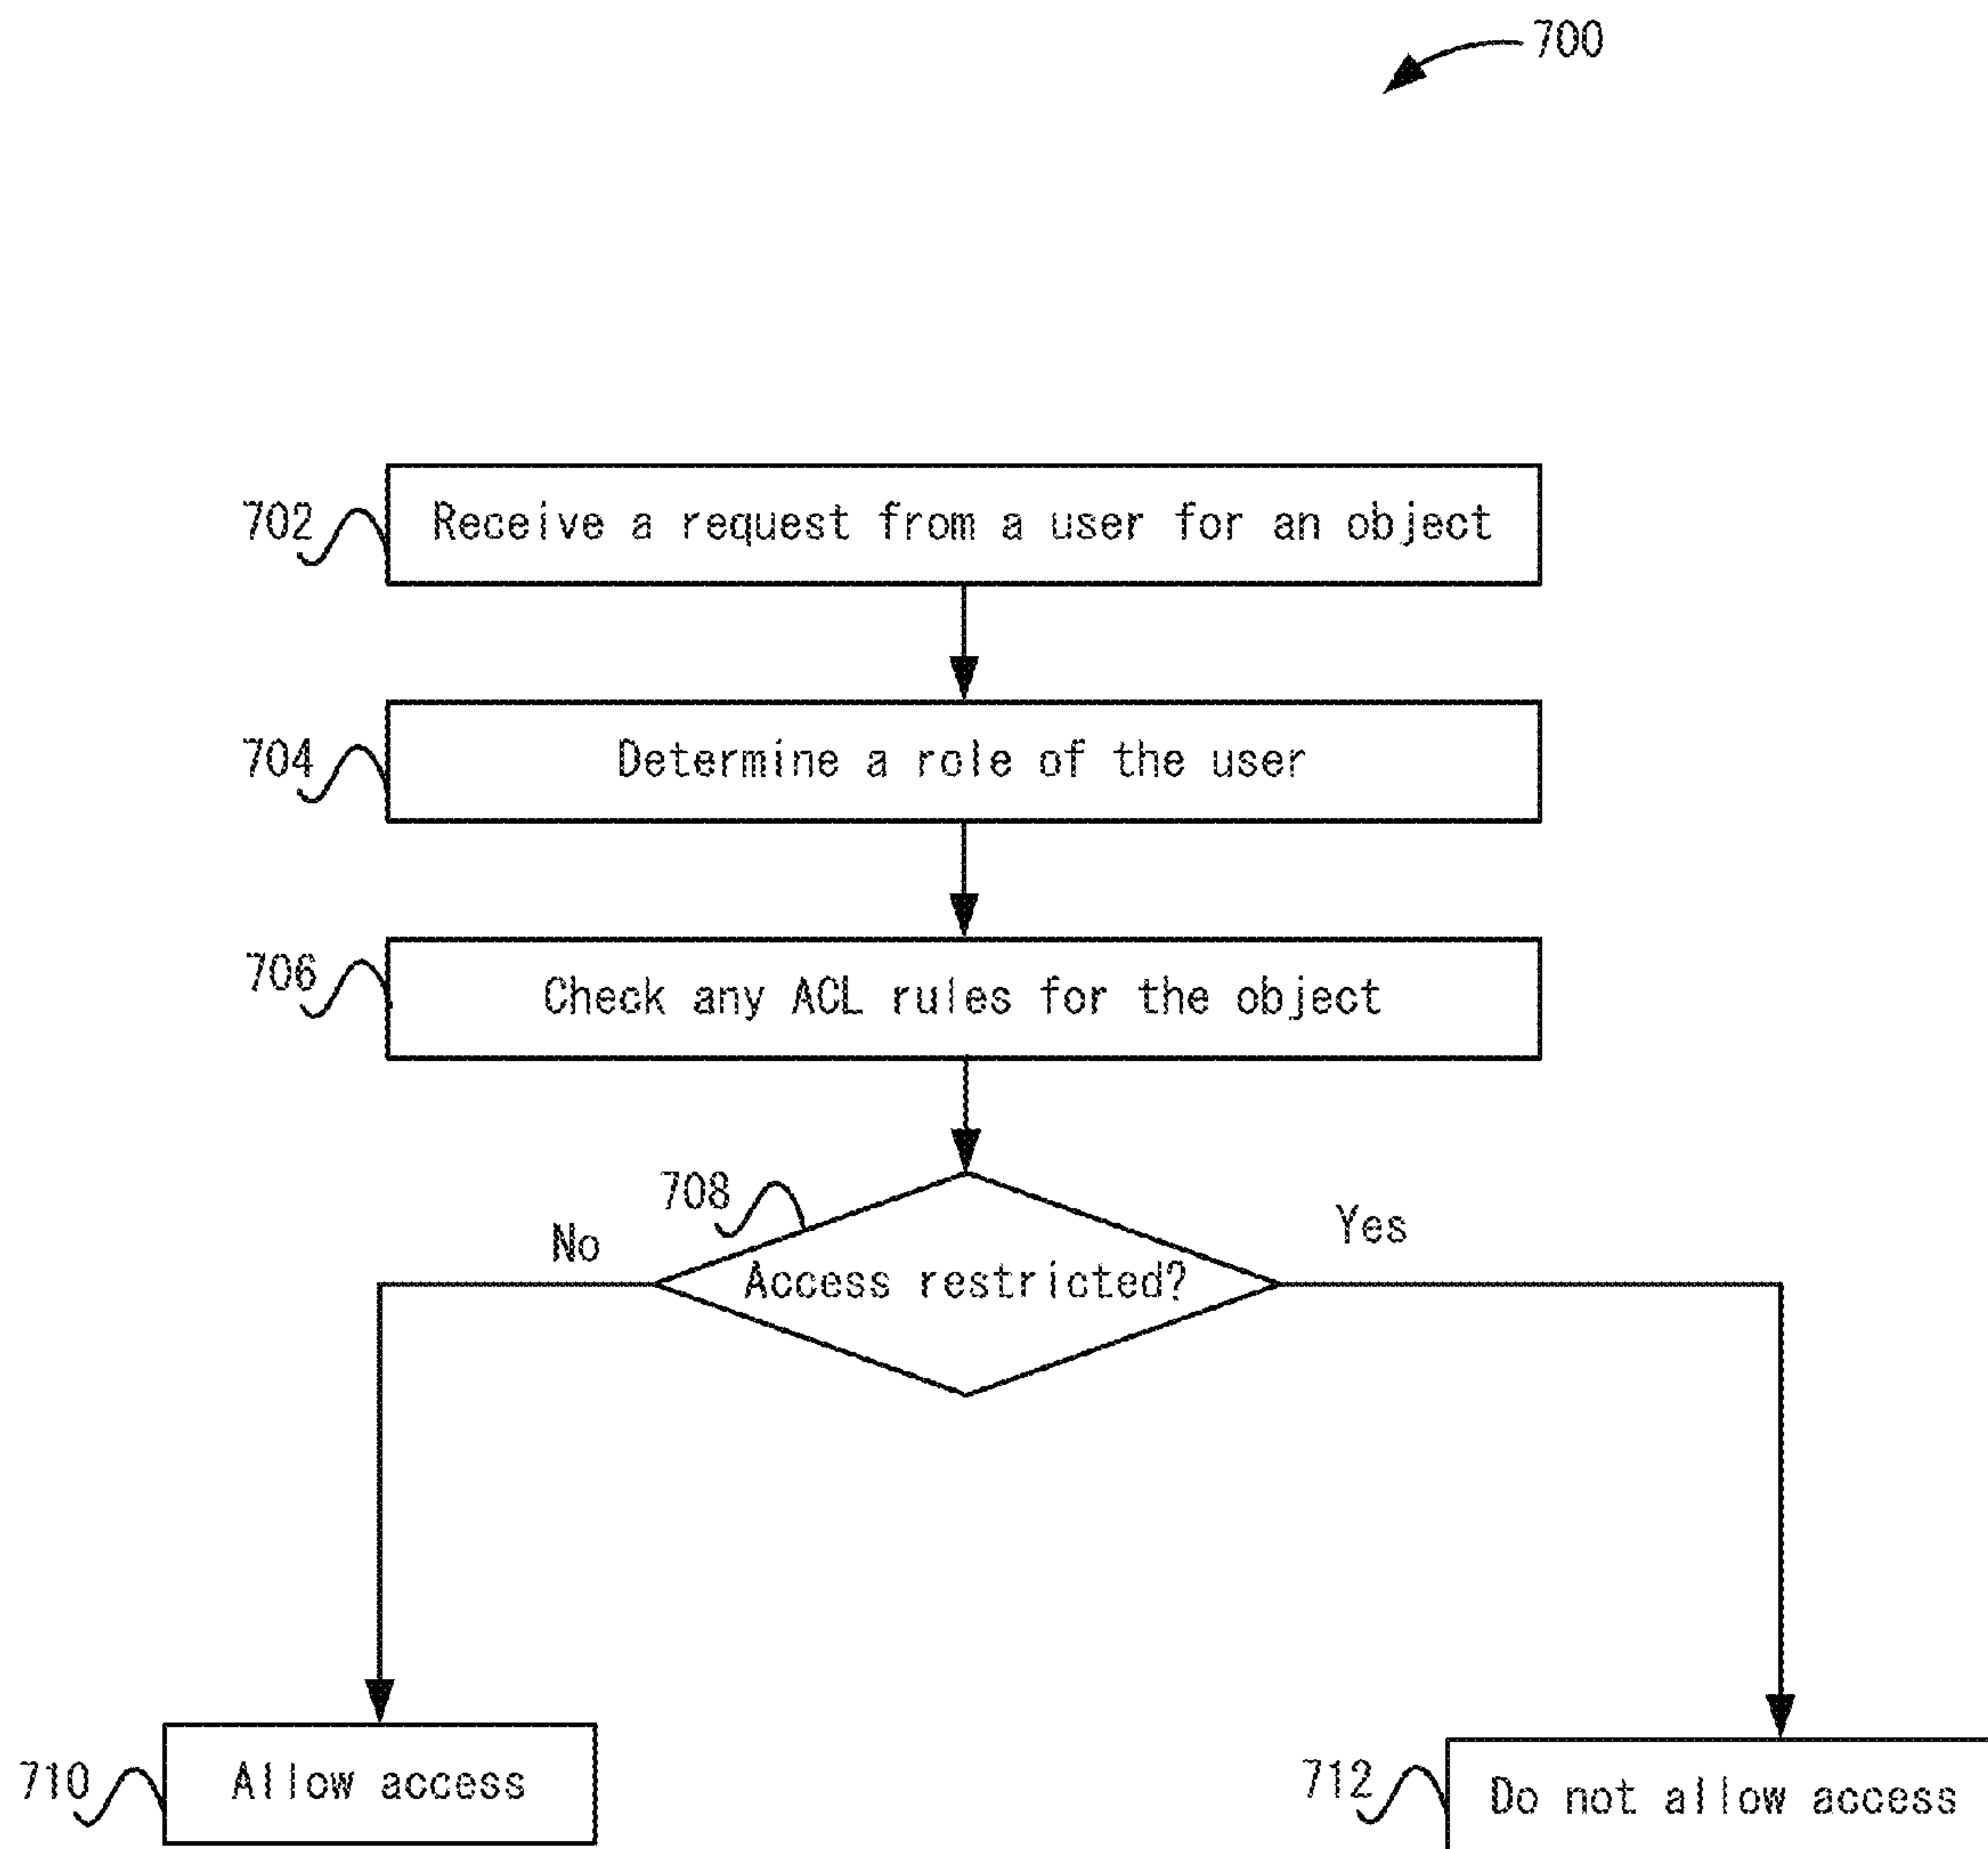 700
702 Receive a request from a user for an object
704 Determine a role of the user
706 Check any ACL rules for the object
708
No
Yes
Access restricted?
710 Allow access
712 Do not allow access